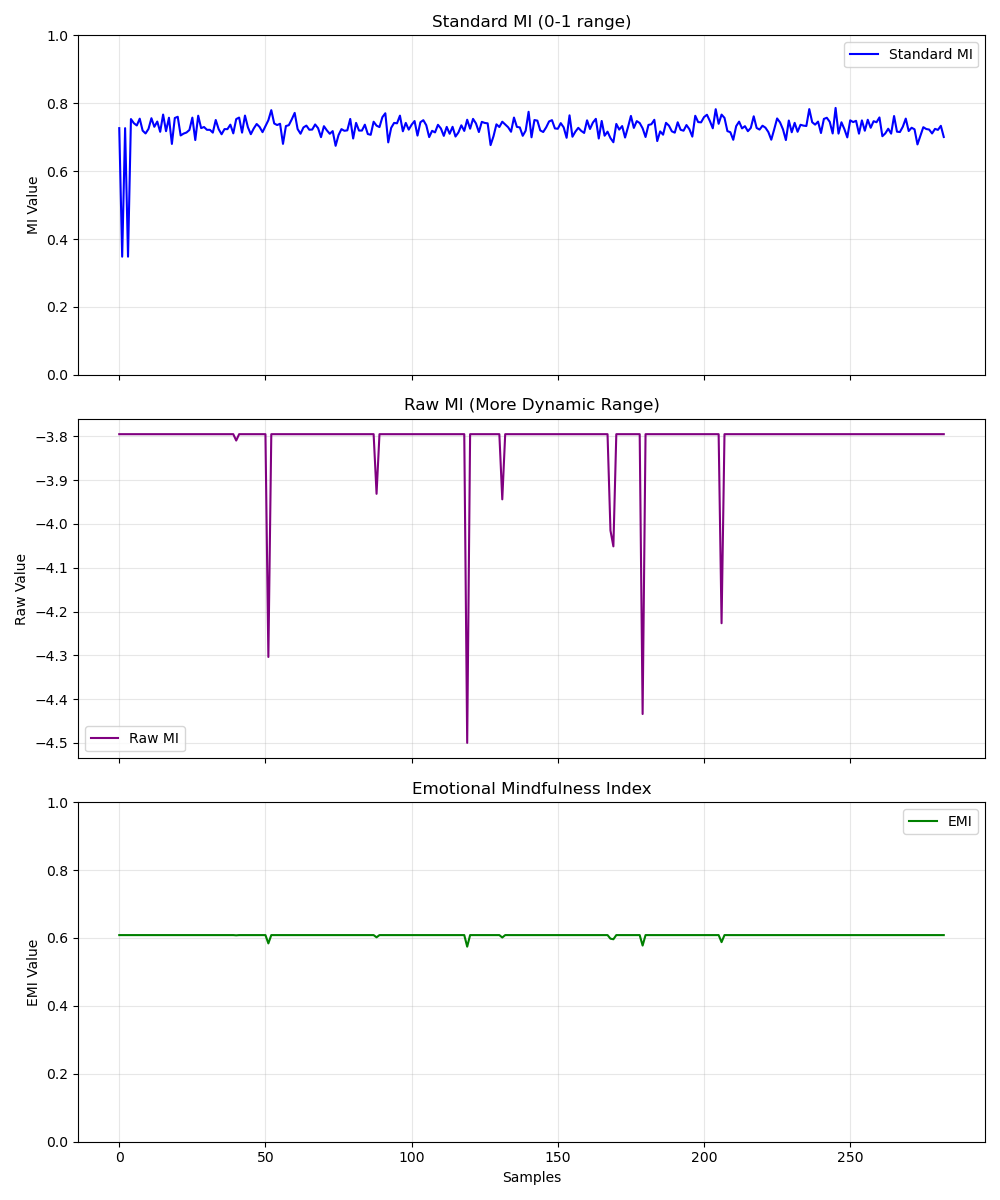 Standard MI (0-1 range)
1.0
0.8
0.6
0.4
0.2
0.0
MI Value
Standard MI
Raw MI (More Dynamic Range)
−3.8
−3.9
−4.0
−4.1
−4.2
−4.3
−4.4
−4.5
Raw Value
Raw MI
Emotional Mindfulness Index
1.0
0.8
0.6
0.4
0.2
0.0
EMI Value
EMI
0 50 100 150 200 250
Samples